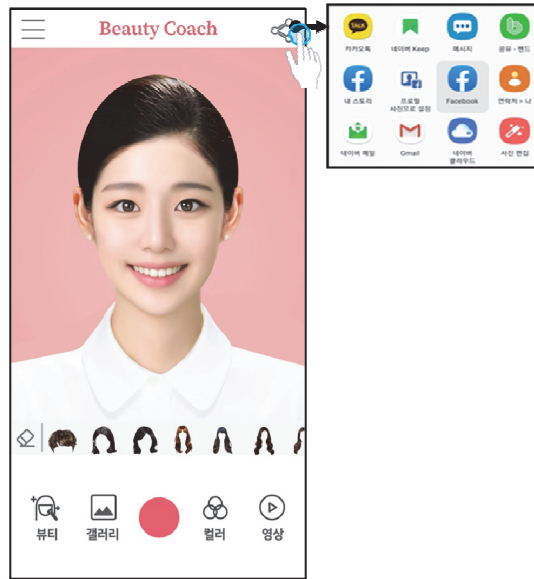 Beauty Coach
TALK
카카오톡
네이버 Keep
메시지
공유 - 밴드
내 스토리
프로필
사진으로 설정
Facebook
연락처 > 나
네이버 메일
Gmail
네이버
클라우드
사진 편집
뷰티
갤러리
컬러
영상